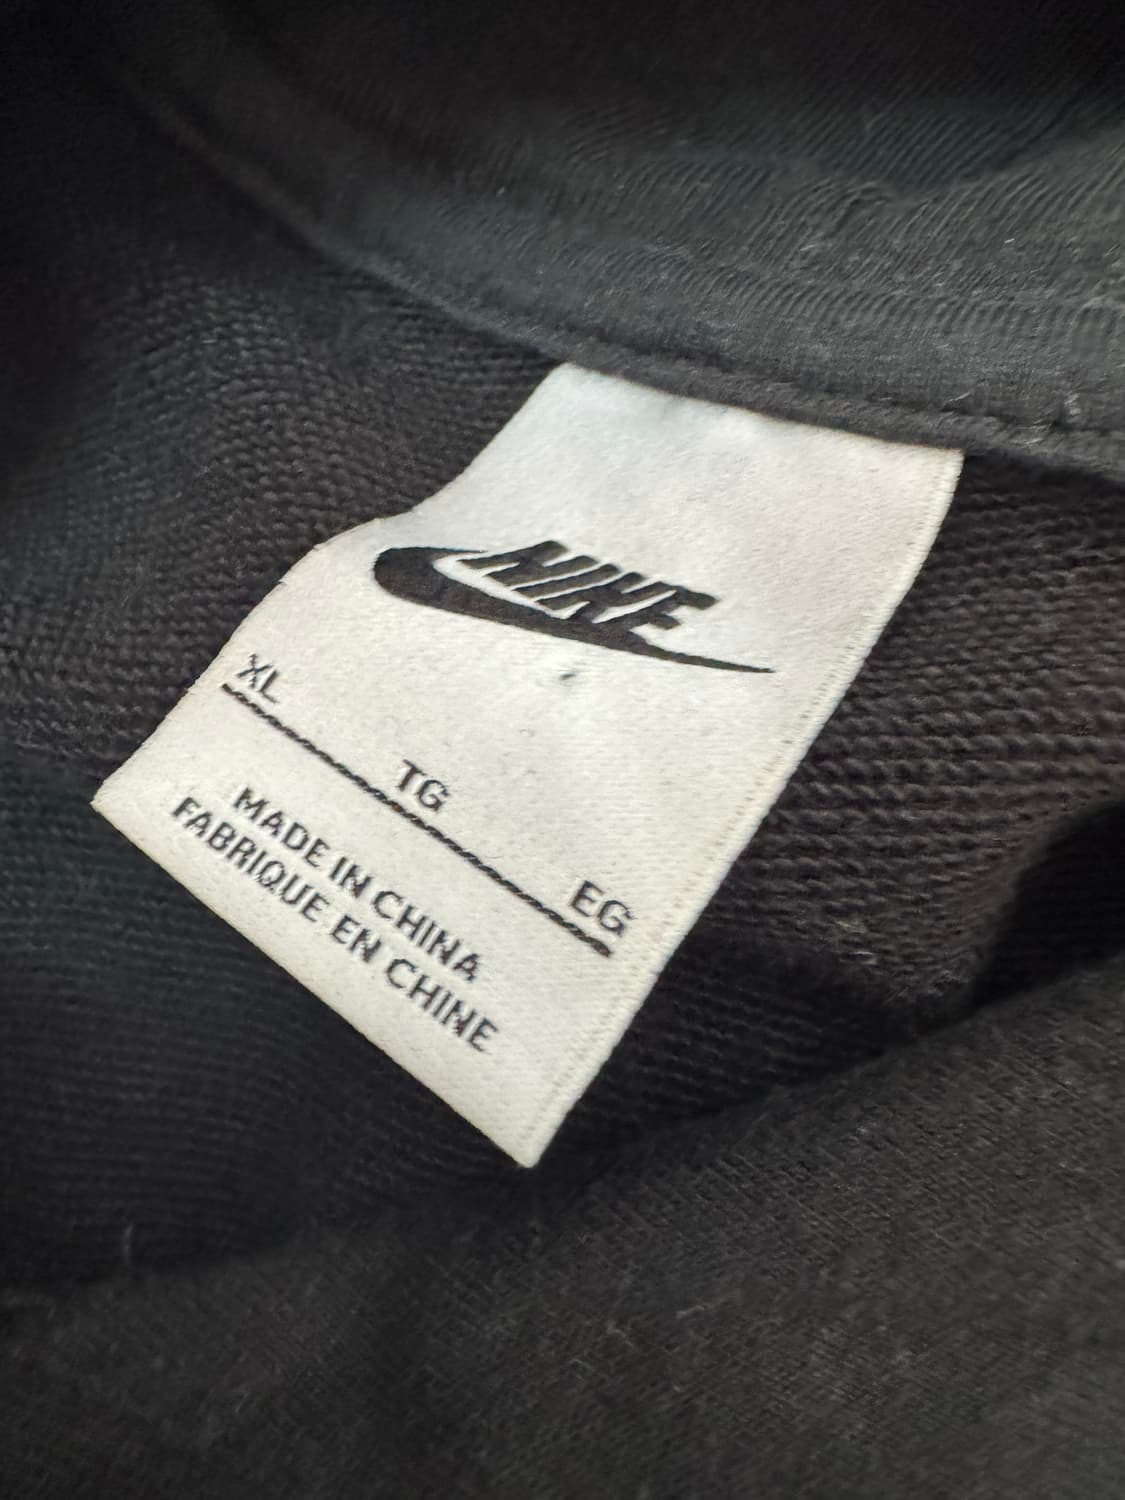 NIKE
XL TG EG
MADE IN CHINA
FABRIQUE EN CHINE